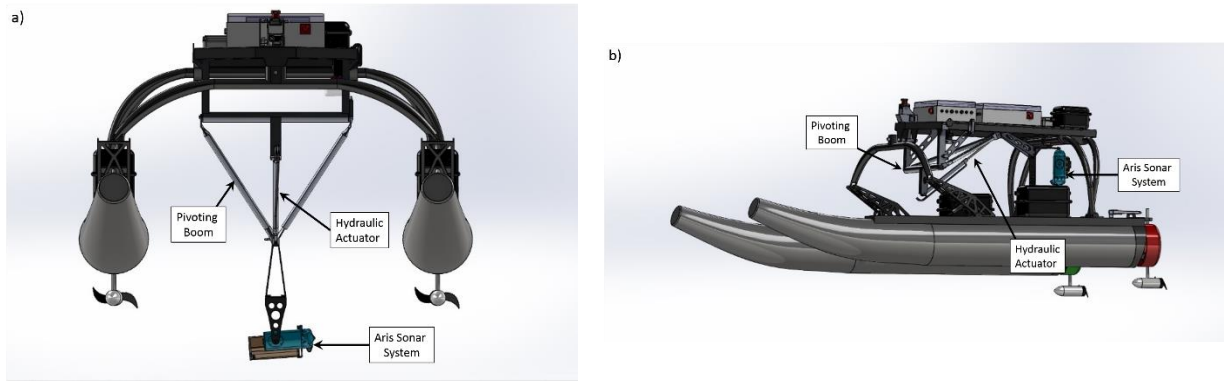 a)
Pivoting
Boom
Hydraulic
Actuator
Aris Sonar
System
b)
Pivoting
Boom
Aris Sonar
System
Hydraulic
Actuator